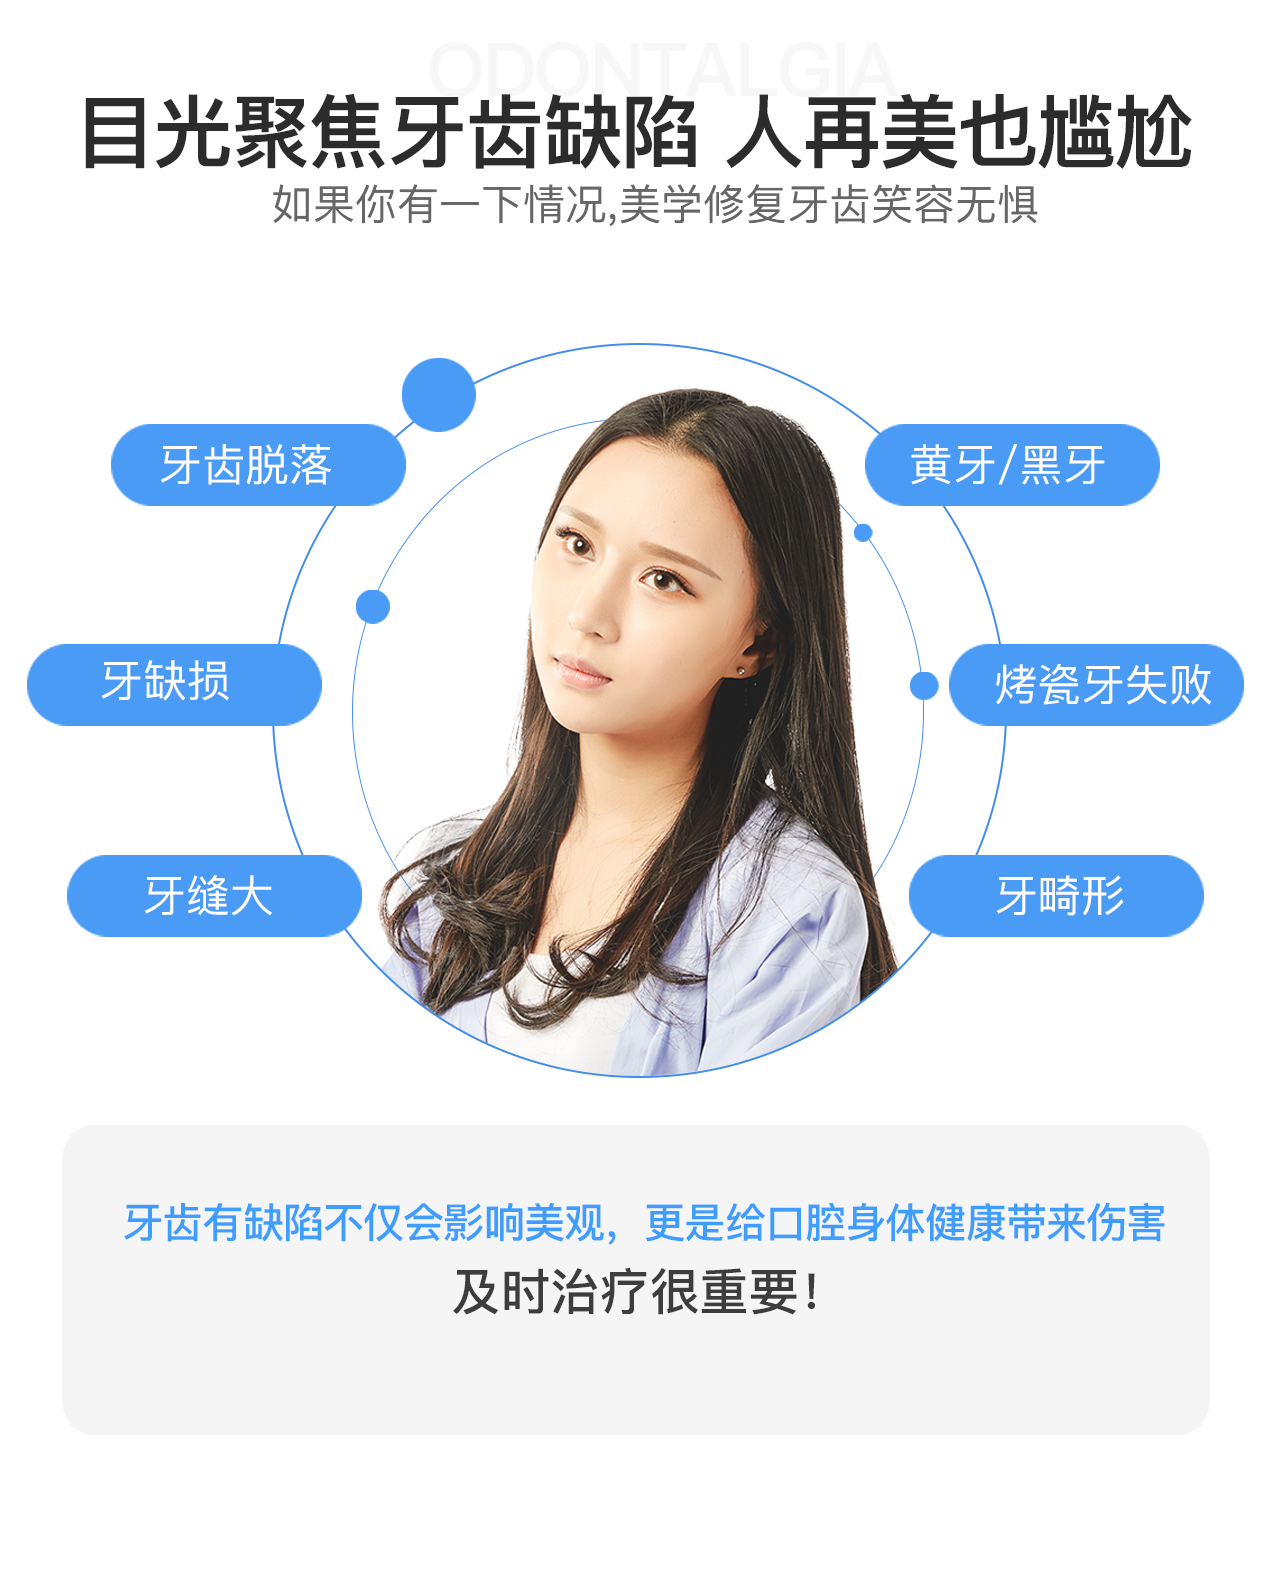 ODONTALGIA
目光聚焦牙齿缺陷 人再美也尴尬
如果你有一下情况,美学修复牙齿笑容无惧
牙齿脱落
黄牙/黑牙
牙缺损
烤瓷牙失败
牙缝大
牙畸形
牙齿有缺陷不仅会影响美观，更是给口腔身体健康带来伤害
及时治疗很重要！